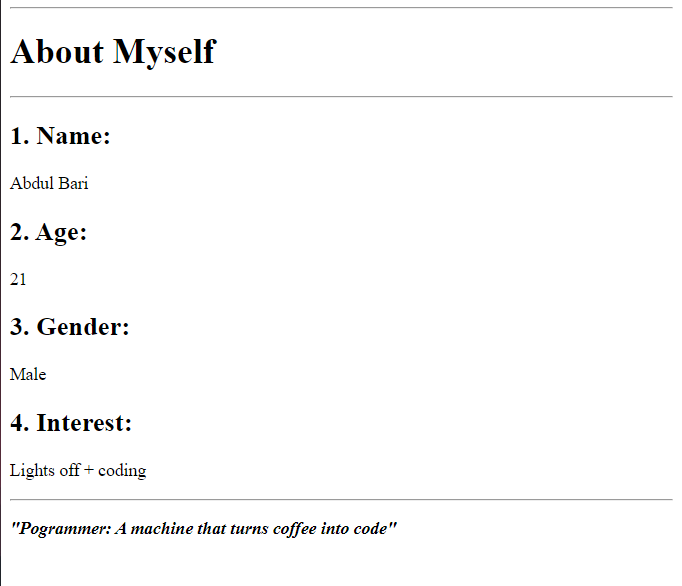 About Myself
1. Name:
Abdul Bari
2. Age:
21
3. Gender:
Male
4. Interest:
Lights off + coding
"Pogrammer: A machine that turns coffee into code"